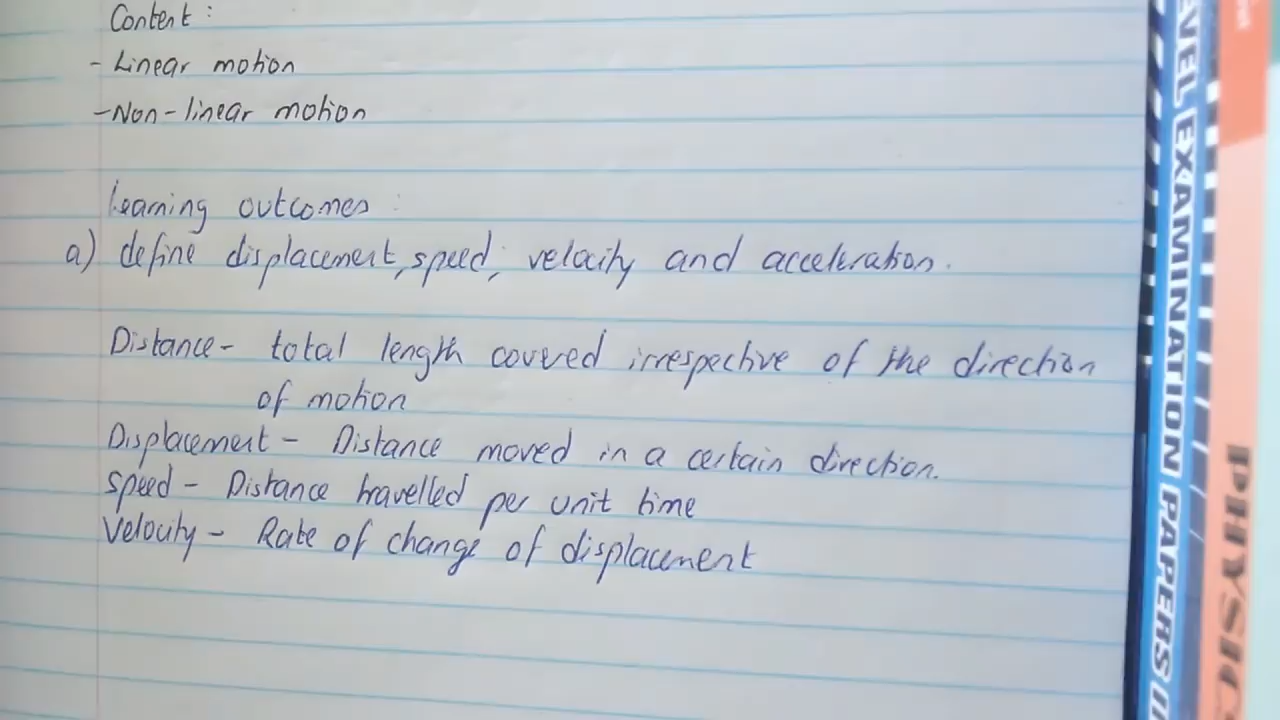 Content :
- Linear motion
- Non-linear motion
Learning outcomes :
a) define displacement, speed, velocity and acceleration.
Distance - total length covered irrespective of the direction
of motion
Displacement - Distance moved in a certain direction.
speed - Distance travelled per unit time
Velocity - Rate of change of displacement
VEL EXAMINATION PAPERS II
PHYSIC